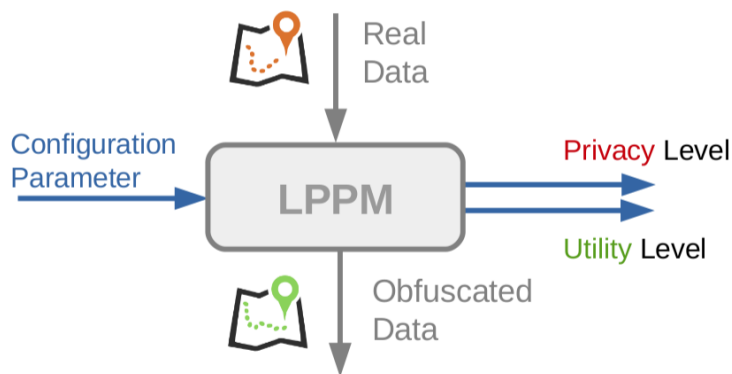 Real
Data
Configuration
Parameter
LPPM
Privacy Level
Utility Level
Obfuscated
Data